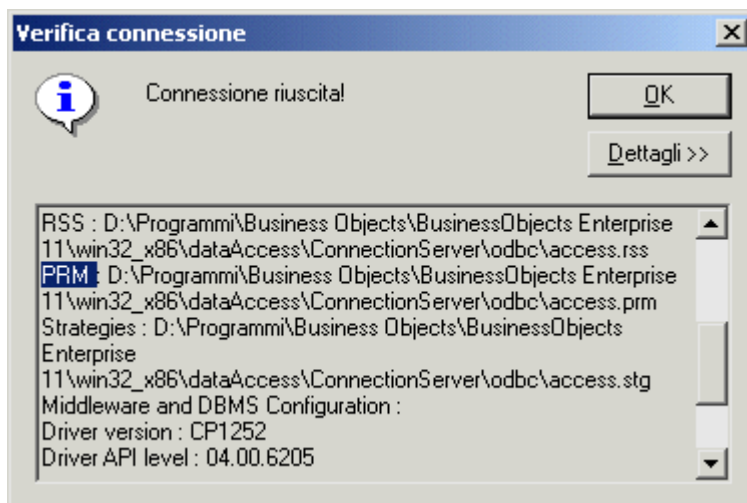 Verifica connessione
Connessione riuscita!
OK
Dettagli >>
RSS : D:\Programmi\Business Objects\BusinessObjects Enterprise
11\win32_x86\dataAccess\ConnectionServer\odbc\access.rss
PRM : D:\Programmi\Business Objects\BusinessObjects Enterprise
11\win32_x86\dataAccess\ConnectionServer\odbc\access.prm
Strategies : D:\Programmi\Business Objects\BusinessObjects
Enterprise
11\win32_x86\dataAccess\ConnectionServer\odbc\access.stg
Middleware and DBMS Configuration :
Driver version : CP1252
Driver API level : 04.00.6205